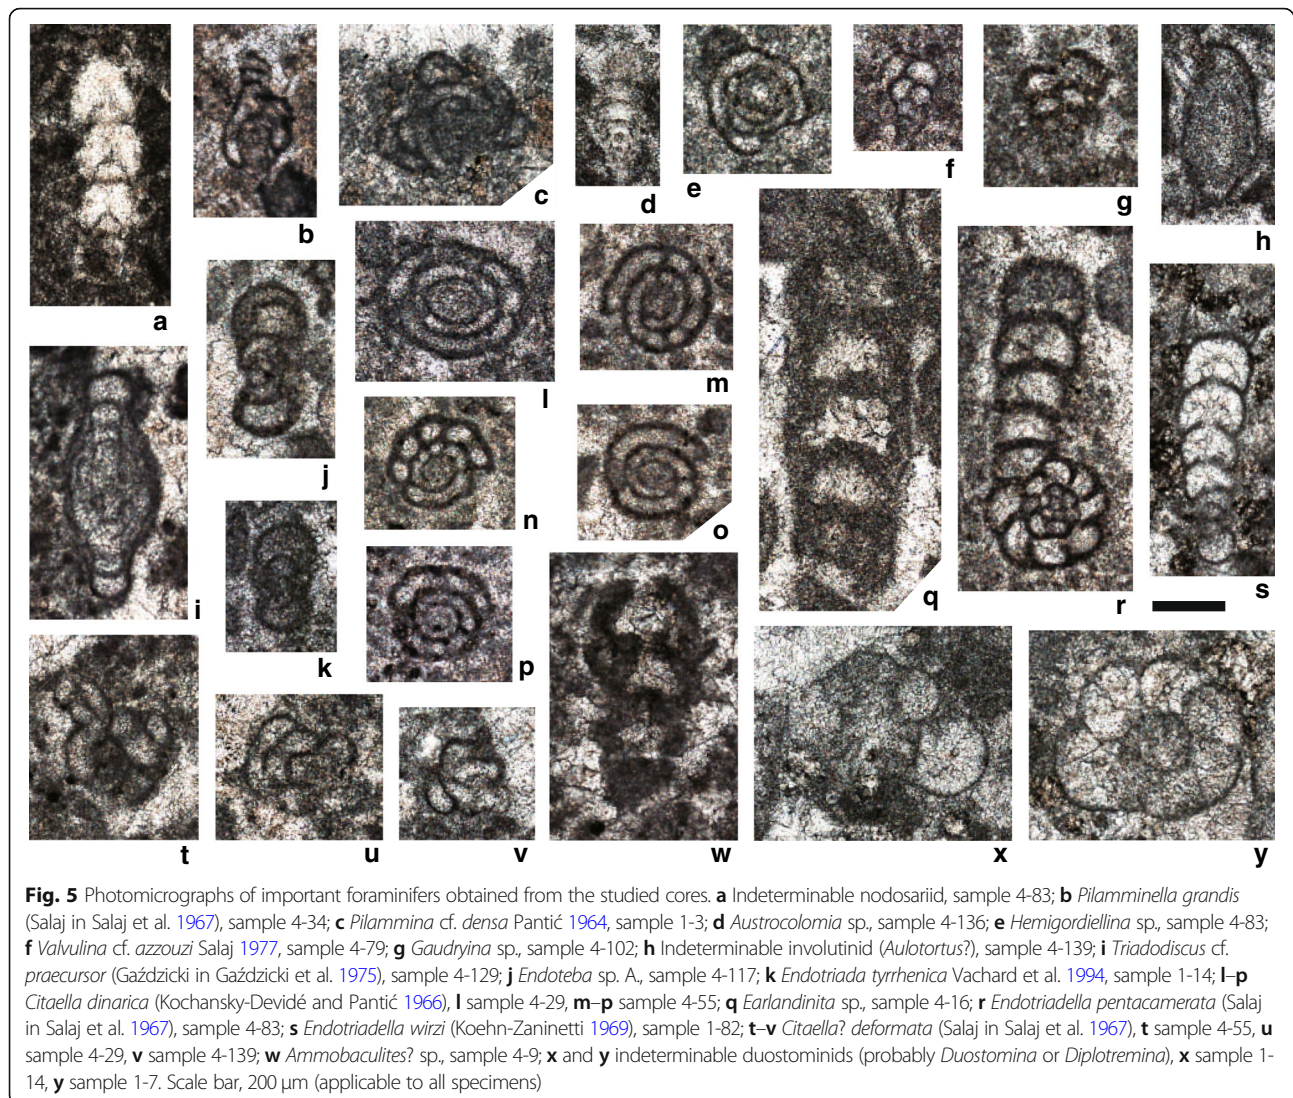 a
b
c
d
e
f
g
h
i
j
k
l
m
n
o
p
q
r
s
t
u
v
w
x
y
Fig. 5 Photomicrographs of important foraminifers obtained from the studied cores. a Indeterminable nodosariid, sample 4-83; b Pilamminella grandis
(Salaj in Salaj et al. 1967), sample 4-34; c Pilammina cf. densa Pantić 1964, sample 1-3; d Austrocolomia sp., sample 4-136; e Hemigordiellina sp., sample 4-83;
f Valvulina cf. azzouzi Salaj 1977, sample 4-79; g Gaudryina sp., sample 4-102; h Indeterminable involutinid (Aulotortus?), sample 4-139; i Triadodiscus cf.
praecursor (Gaździcki in Gaździcki et al. 1975), sample 4-129; j Endoteba sp. A., sample 4-117; k Endotriada tyrrhenica Vachard et al. 1994, sample 1-14; l–p
Citaella dinarica (Kochansky-Devidé and Pantić 1966), l sample 4-29, m–p sample 4-55; q Earlandinita sp., sample 4-16; r Endotriadella pentacamerata (Salaj
in Salaj et al. 1967), sample 4-83; s Endotriadella wirzi (Koehn-Zaninetti 1969), sample 1-82; t–v Citaella? deformata (Salaj in Salaj et al. 1967), t sample 4-55, u
sample 4-29, v sample 4-139; w Ammobaculites? sp., sample 4-9; x and y indeterminable duostominids (probably Duostomina or Diplotremina), x sample 1-
14, y sample 1-7. Scale bar, 200 μm (applicable to all specimens)